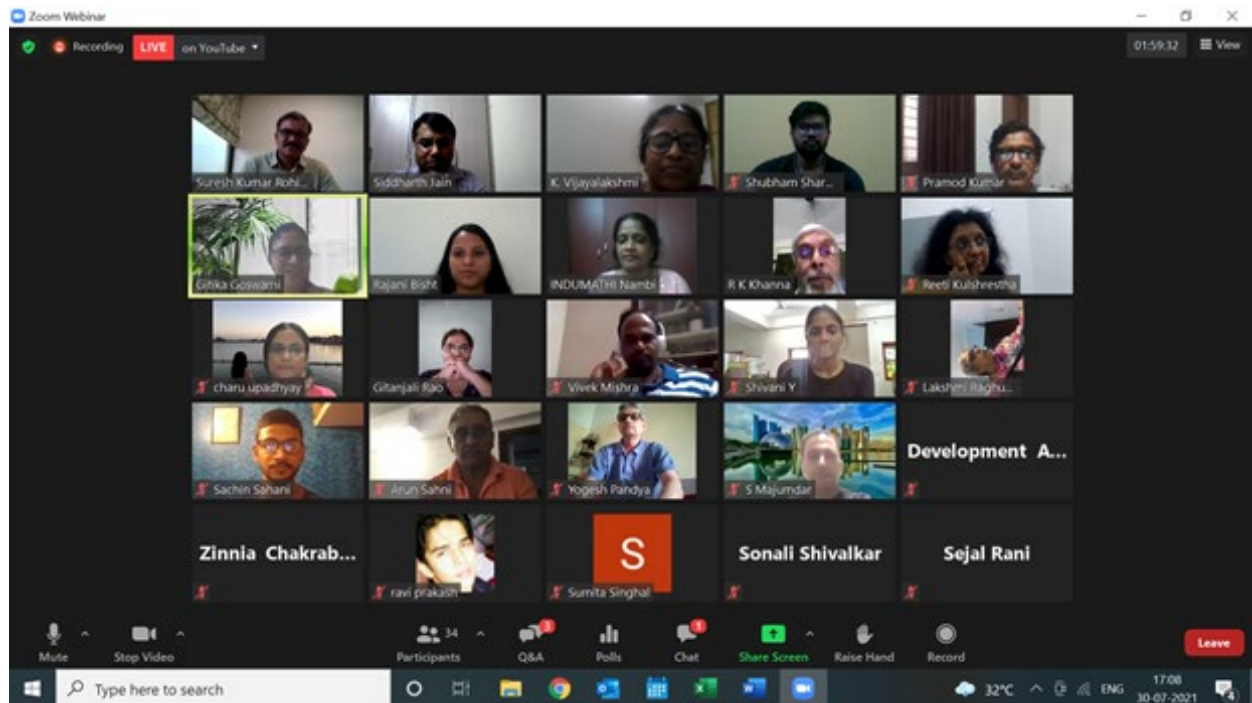 Zoom Webinar
Recording LIVE on YouTube 01:59:32 View
Suresh Kumar Rohi... Siddharth Jain K. Vijayalakshmi Shubham Shar... Pramod Kumar
Gitika Goswami Rajani Bisht INDUMATHI Nambi R K Khanna Reeti Kulshrestha
charu upadhyay Gitanjali Rao Vivek Mishra Shivani Y Lakshmi Raghu...
Sachin Sahani Arun Sahni Yogesh Pandya S Majumdar Development A...
Zinnia Chakrab... ravi prakash S Sumita Singhal Sonali Shivalkar Sejal Rani
34 3 1
Mute Stop Video Participants Q&A Polls Chat Share Screen Raise Hand Record Leave
Type here to search 32°C ENG 17:08
30-07-2021 4